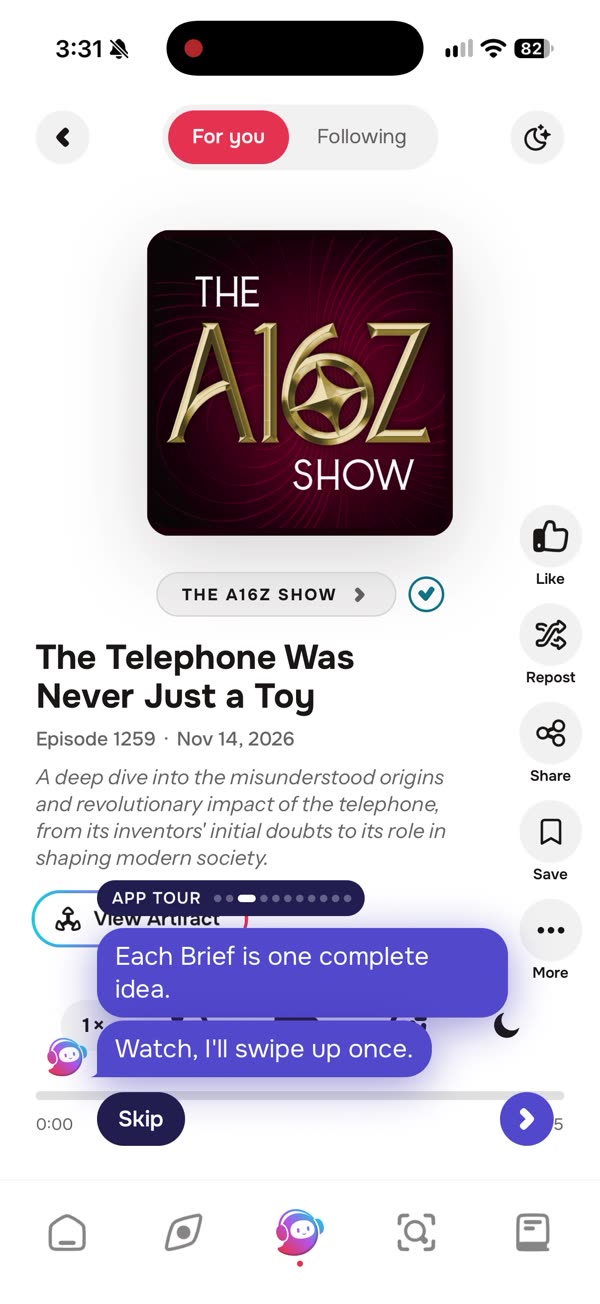 3:31
82
For you
Following
THE
A16Z
SHOW
Like
THE A16Z SHOW
Repost
The Telephone Was
Never Just a Toy
Episode 1259 · Nov 14, 2026
Share
A deep dive into the misunderstood origins
and revolutionary impact of the telephone,
from its inventors' initial doubts to its role in
shaping modern society.
Save
APP TOUR
View Artifact
Each Brief is one complete
idea.
More
1×
Watch, I'll swipe up once.
0:00
Skip
5